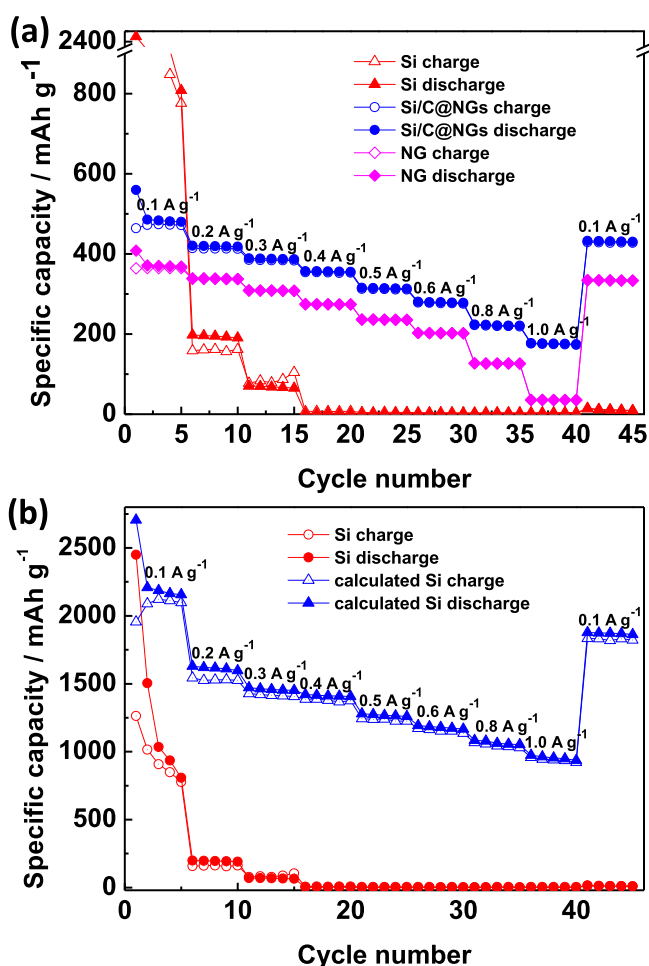 (a)
2400
800
600
400
200
0
Specific capacity / mAh g⁻¹
Si charge
Si discharge
Si/C@NGs charge
Si/C@NGs discharge
NG charge
NG discharge
0.1 A g⁻¹
0.2 A g⁻¹
0.3 A g⁻¹
0.4 A g⁻¹
0.5 A g⁻¹
0.6 A g⁻¹
0.8 A g⁻¹
1.0 A g⁻¹
0.1 A g⁻¹
0 5 10 15 20 25 30 35 40 45
Cycle number
(b)
2500
2000
1500
1000
500
0
Specific capacity / mAh g⁻¹
Si charge
Si discharge
calculated Si charge
calculated Si discharge
0.1 A g⁻¹
0.2 A g⁻¹
0.3 A g⁻¹
0.4 A g⁻¹
0.5 A g⁻¹
0.6 A g⁻¹
0.8 A g⁻¹
1.0 A g⁻¹
0.1 A g⁻¹
0 10 20 30 40
Cycle number